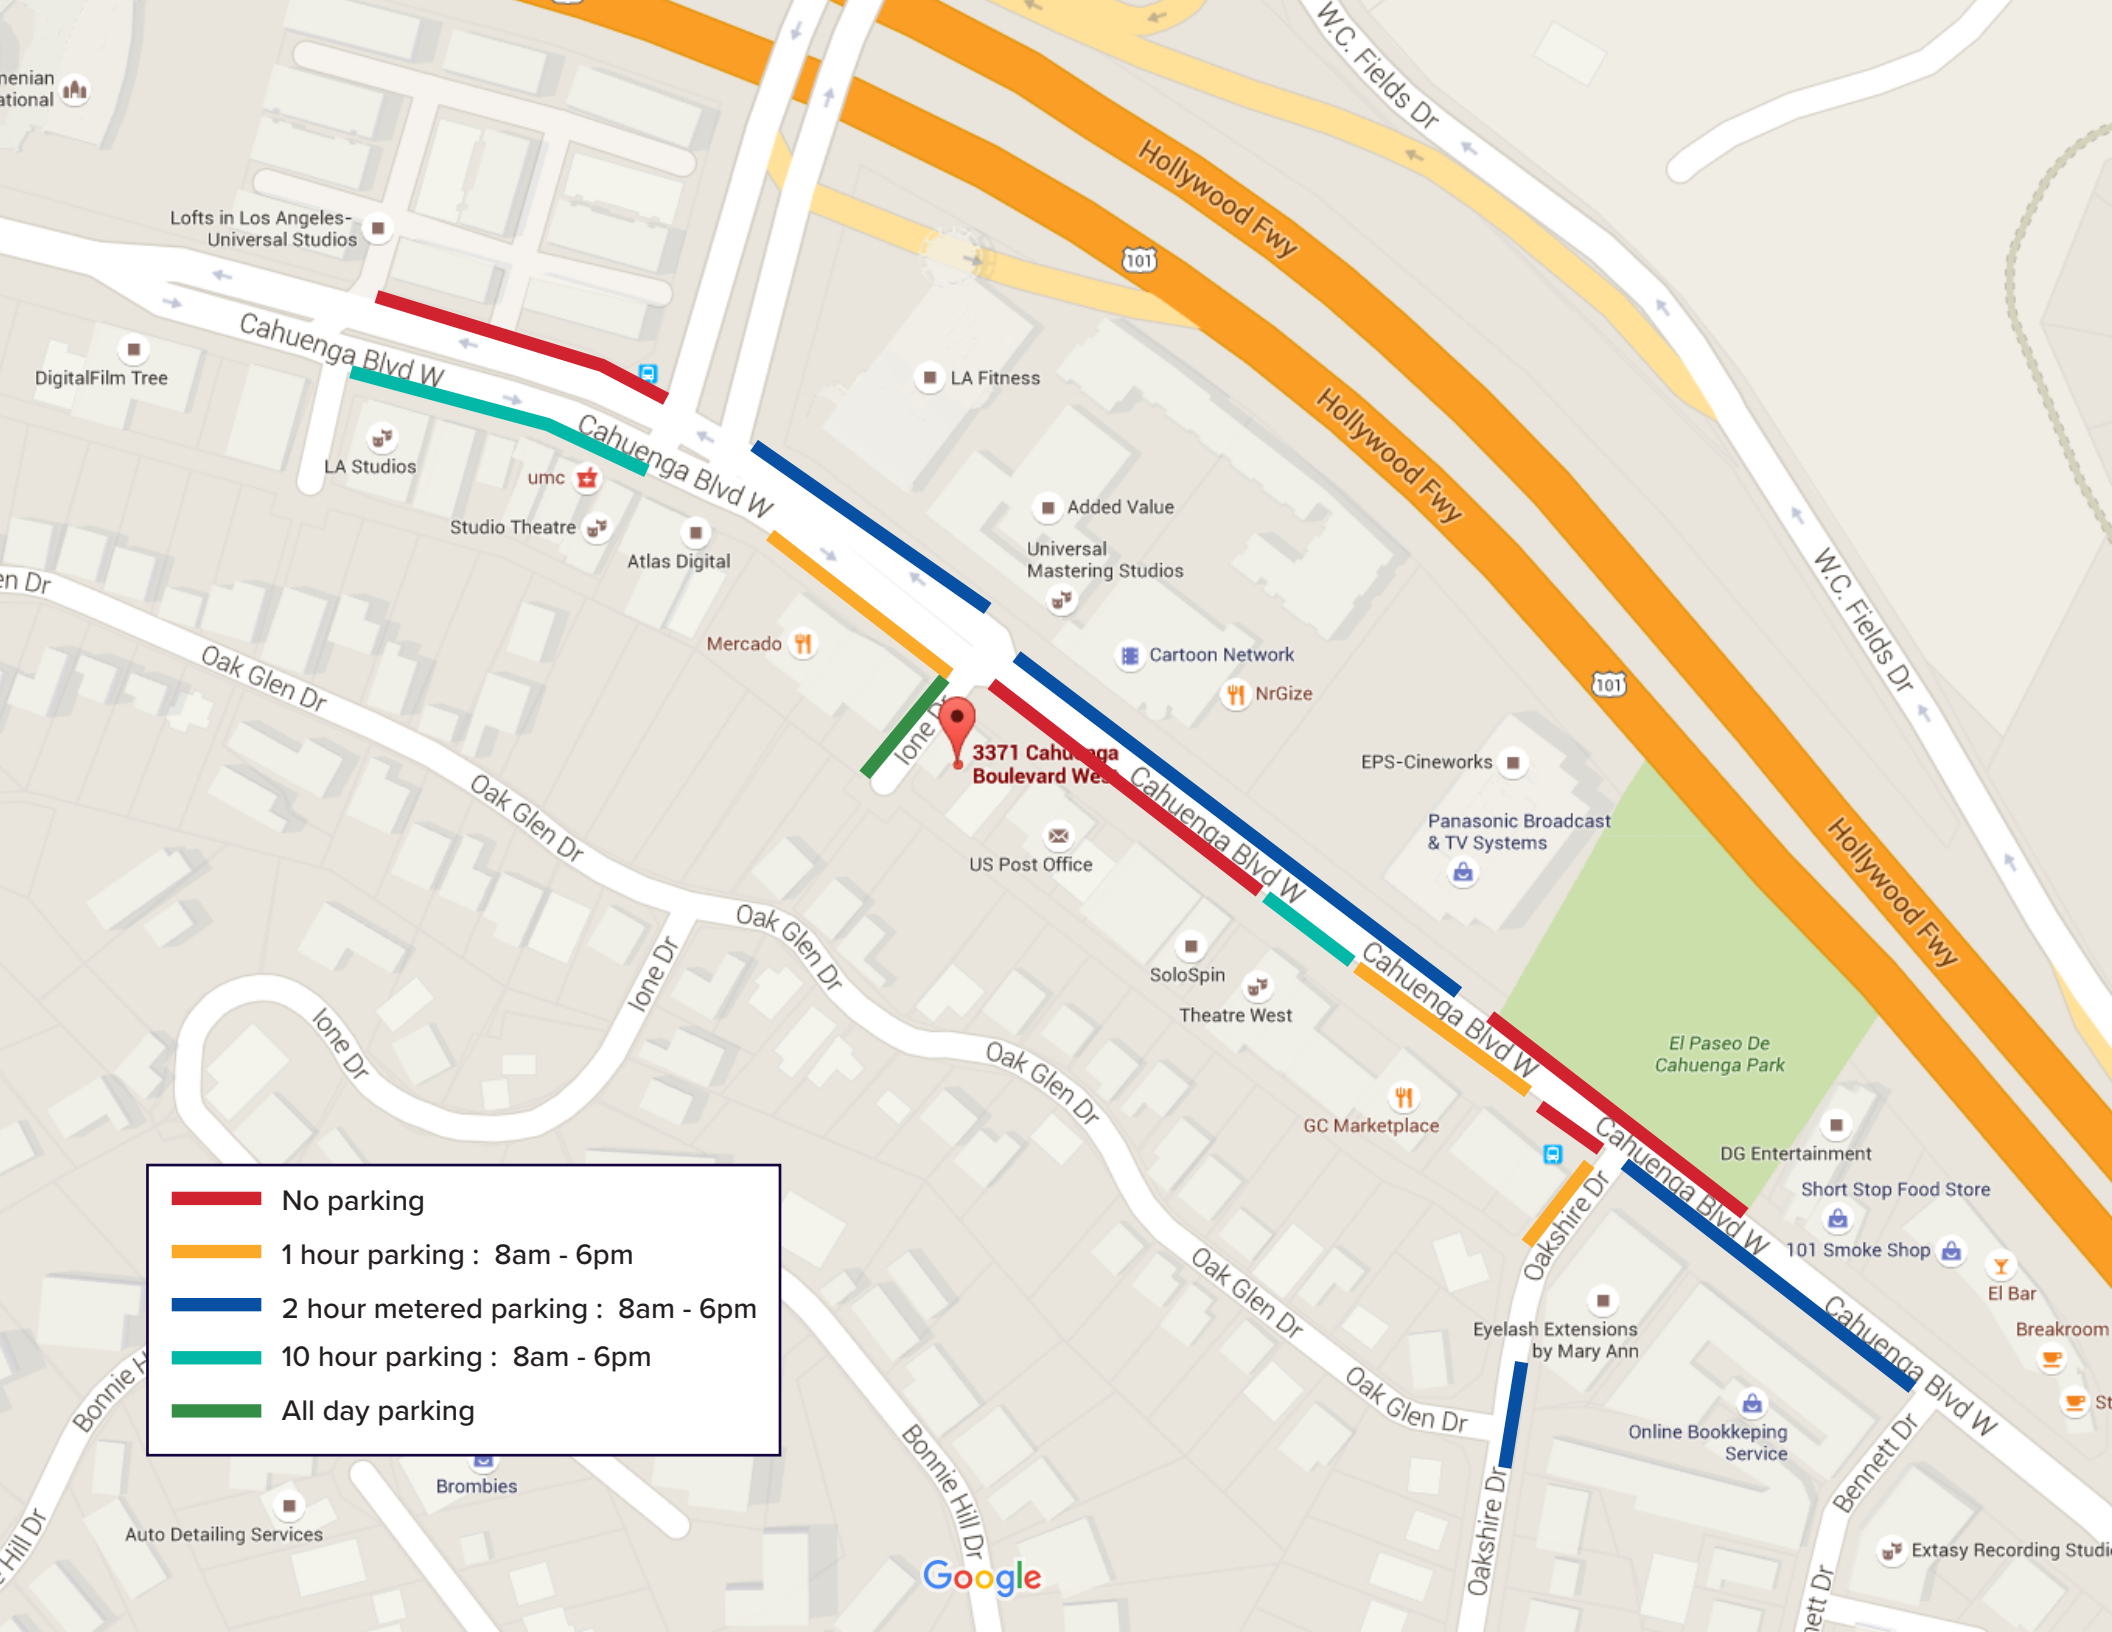 W.C. Fields Dr
Hollywood Fwy
101
Lofts in Los Angeles-
Universal Studios
Cahuenga Blvd W
DigitalFilm Tree
LA Fitness
Hollywood Fwy
Cahuenga Blvd W
LA Studios
umc
Studio Theatre
Atlas Digital
Added Value
Universal
Mastering Studios
W.C. Fields Dr
Oak Glen Dr
Mercado
Cartoon Network
NrGize
101
Ione Dr
3371 Cahuenga
Boulevard West
EPS-Cineworks
Cahuenga Blvd W
Panasonic Broadcast
& TV Systems
Hollywood Fwy
Oak Glen Dr
US Post Office
Oak Glen Dr
Ione Dr
SoloSpin
Theatre West
Cahuenga Blvd W
Ione Dr
Oak Glen Dr
El Paseo De
Cahuenga Park
GC Marketplace
Cahuenga Blvd W
DG Entertainment
Short Stop Food Store
101 Smoke Shop
El Bar
Breakroom
Oakshire Dr
Oak Glen Dr
Eyelash Extensions
by Mary Ann
Cahuenga Blvd W
Oak Glen Dr
Online Bookkeping
Service
Bennett Dr
No parking
1 hour parking : 8am - 6pm
2 hour metered parking : 8am - 6pm
10 hour parking : 8am - 6pm
All day parking
Brombies
Auto Detailing Services
Hill Dr
Bonnie Hill Dr
Google
Oakshire Dr
Extasy Recording Studi